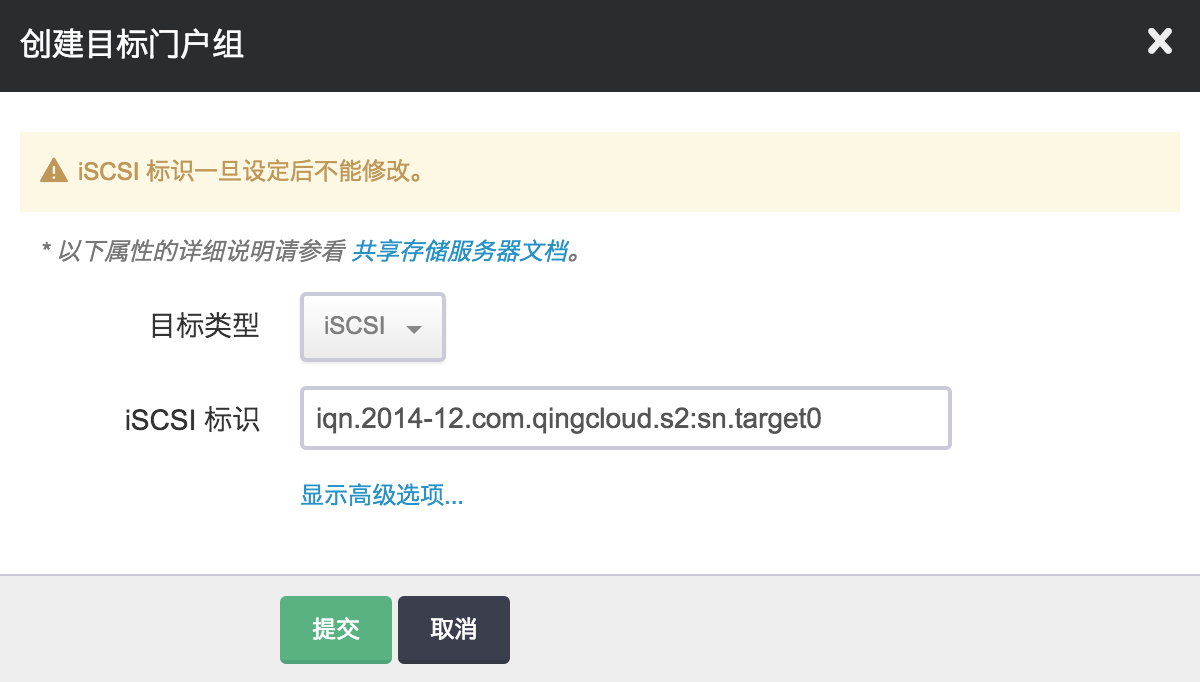 创建目标门户组
iSCSI 标识一旦设定后不能修改。
* 以下属性的详细说明请参看 共享存储服务器文档。
目标类型 iSCSI
iSCSI 标识 iqn.2014-12.com.qingcloud.s2:sn.target0
显示高级选项...
提交 取消